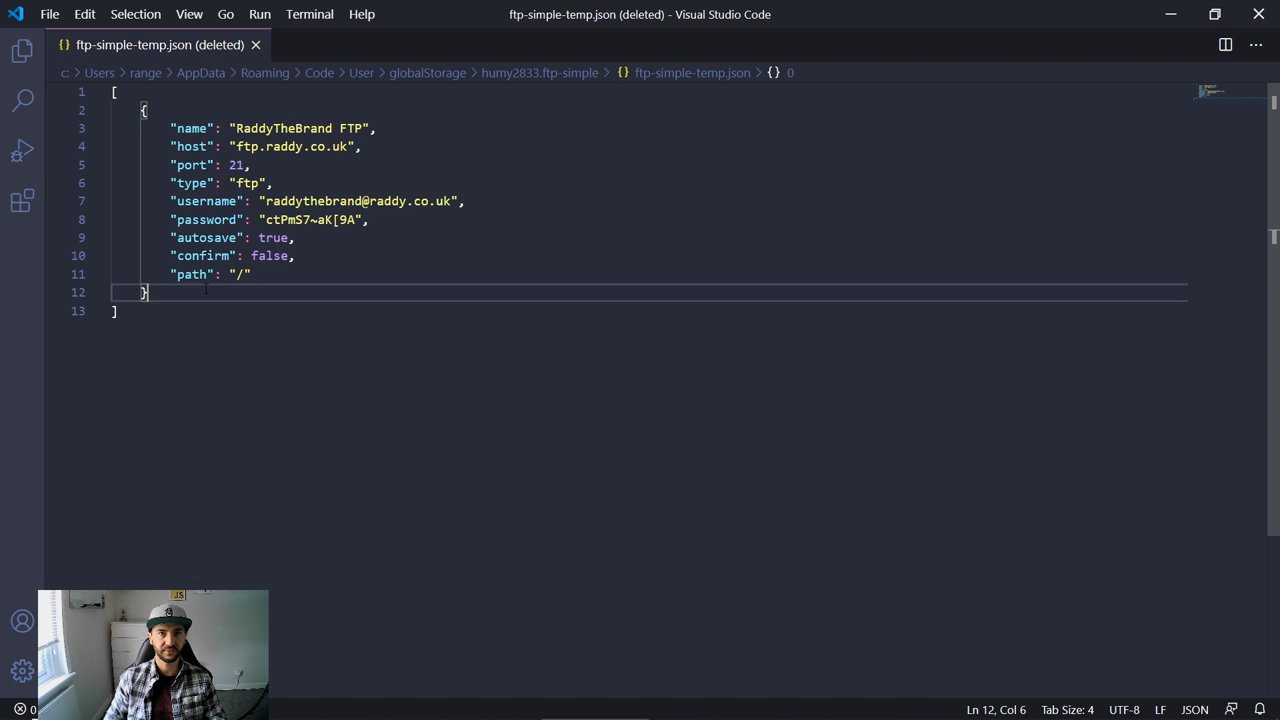 File Edit Selection View Go Run Terminal Help
ftp-simple-temp.json (deleted) - Visual Studio Code
{} ftp-simple-temp.json (deleted)
c > Users > range > AppData > Roaming > Code > User > globalStorage > humy2833.ftp-simple > {} ftp-simple-temp.json > {} 0
1 [
2 {
3 "name": "RaddyTheBrand FTP",
4 "host": "ftp.raddy.co.uk",
5 "port": 21,
6 "type": "ftp",
7 "username": "raddythebrand@raddy.co.uk",
8 "password": "ctPmS7~aK[9A",
9 "autosave": true,
10 "confirm": false,
11 "path": "/"
12 }
13 ]
JS
0
Ln 12, Col 6 Tab Size: 4 UTF-8 LF JSON